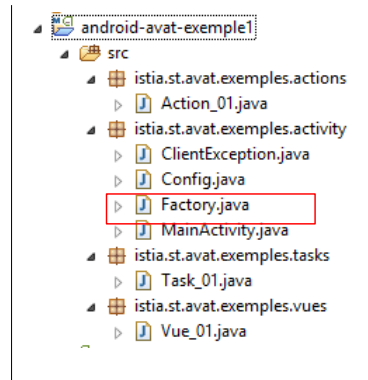 android-avat-exemple1
src
istia.st.avat.exemples.actions
Action_01.java
istia.st.avat.exemples.activity
ClientException.java
Config.java
Factory.java
MainActivity.java
istia.st.avat.exemples.tasks
Task_01.java
istia.st.avat.exemples.vues
Vue_01.java